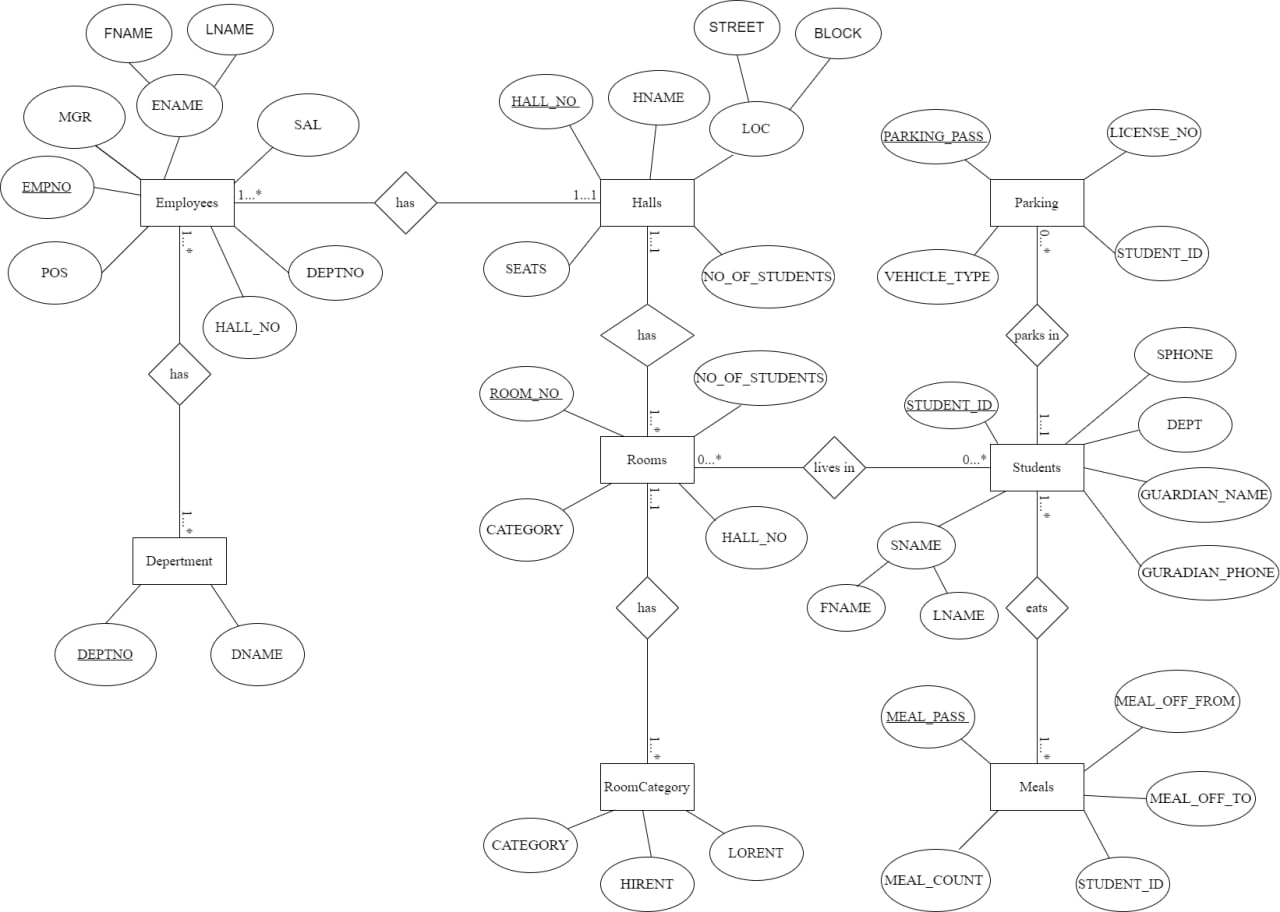 FNAME
LNAME
STREET
BLOCK
MGR
ENAME
SAL
HALL_NO
HNAME
LOC
PARKING_PASS
LICENSE_NO
EMPNO
Employees
1...*
has
1...1
Halls
Parking
1...*
1...1
0...*
POS
DEPTNO
SEATS
NO_OF_STUDENTS
VEHICLE_TYPE
STUDENT_ID
HALL_NO
has
parks in
SPHONE
has
ROOM_NO
NO_OF_STUDENTS
STUDENT_ID
DEPT
1...*
1...1
Rooms
0...*
lives in
0...*
Students
GUARDIAN_NAME
1...1
1...*
CATEGORY
HALL_NO
SNAME
1...*
Depertment
GURADIAN_PHONE
has
FNAME
LNAME
eats
DEPTNO
DNAME
MEAL_PASS
MEAL_OFF_FROM
1...*
1...*
RoomCategory
Meals
MEAL_OFF_TO
CATEGORY
LORENT
HIRENT
MEAL_COUNT
STUDENT_ID